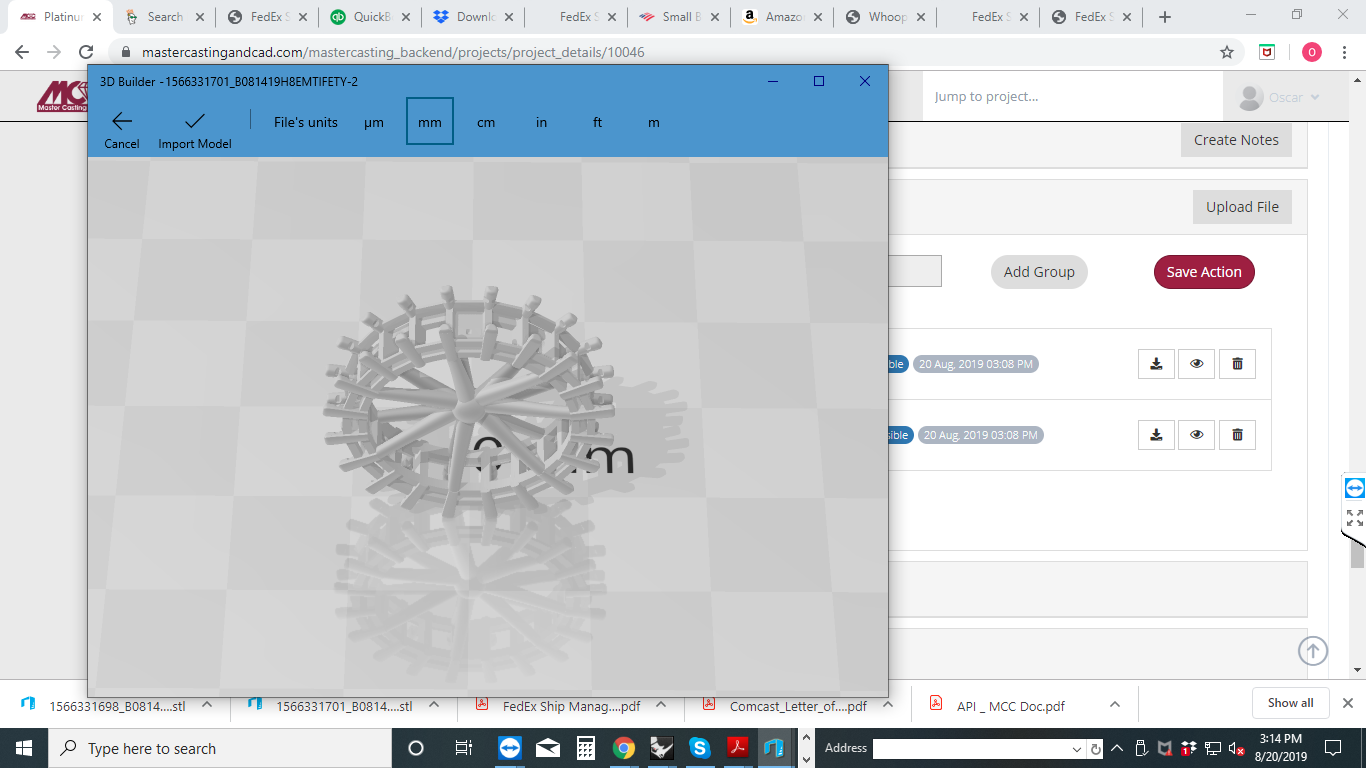 Platinu
Search
FedEx S
QuickB
Downlo
FedEx S
Small B
Amazo
Whoop
FedEx S
FedEx S
mastercastingandcad.com/mastercasting_backend/projects/project_details/10046
O
3D Builder - 1566331701_B081419H8EMTIFETY-2
MCC
Master Casting
Jump to project...
Oscar
Cancel
Import Model
File's units
µm
mm
cm
in
ft
m
Create Notes
Upload File
Add Group
Save Action
ible
20 Aug, 2019 03:08 PM
sible
20 Aug, 2019 03:08 PM
1566331698_B0814....stl
1566331701_B0814....stl
FedEx Ship Manag....pdf
Comcast_Letter_of....pdf
API _ MCC Doc.pdf
Show all
Type here to search
Address
3:14 PM
8/20/2019